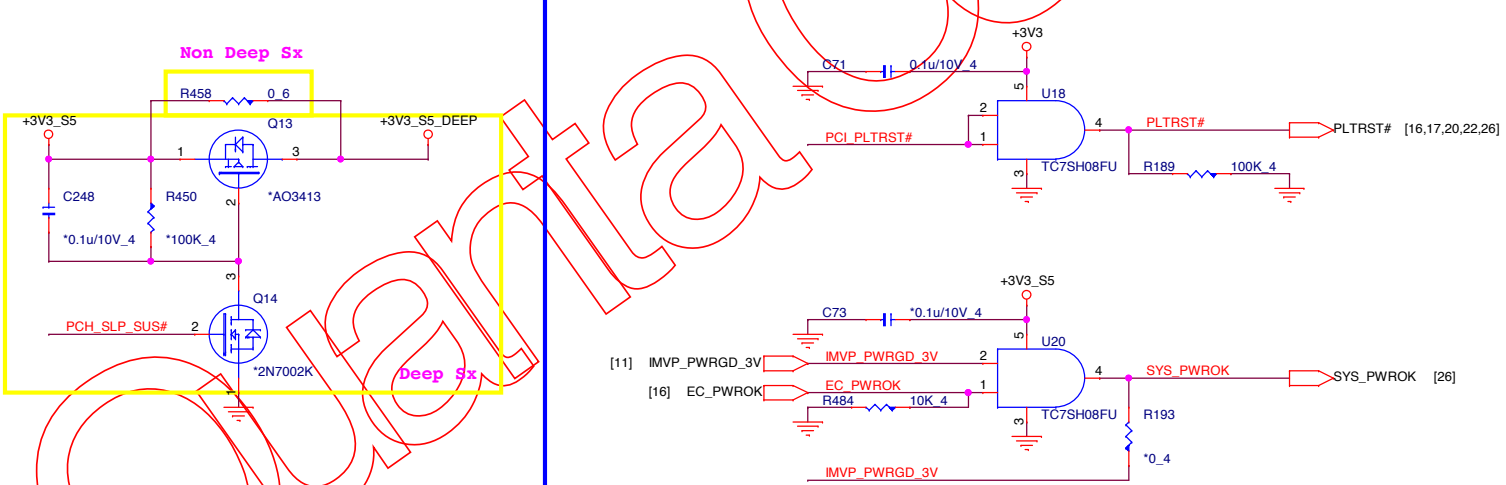 Non Deep Sx
R458
0_6
+3V3_S5
Q13
+3V3_S5_DEEP
1
3
C248
R450
2
*AO3413
*0.1u/10V_4
*100K_4
3
Q14
PCH_SLP_SUS#
2
*2N7002K
Deep Sx
1
+3V3
C71
0.1u/10V_4
5
U18
2
PCI_PLTRST#
1
4
PLTRST#
PLTRST# [16,17,20,22,26]
TC7SH08FU
3
R189
100K_4
+3V3_S5
C73
*0.1u/10V_4
5
U20
[11] IMVP_PWRGD_3V
IMVP_PWRGD_3V
2
4
SYS_PWROK
SYS_PWROK [26]
[16] EC_PWROK
EC_PWROK
1
R484
10K_4
TC7SH08FU
3
R193
*0_4
IMVP_PWRGD_3V
Quanta